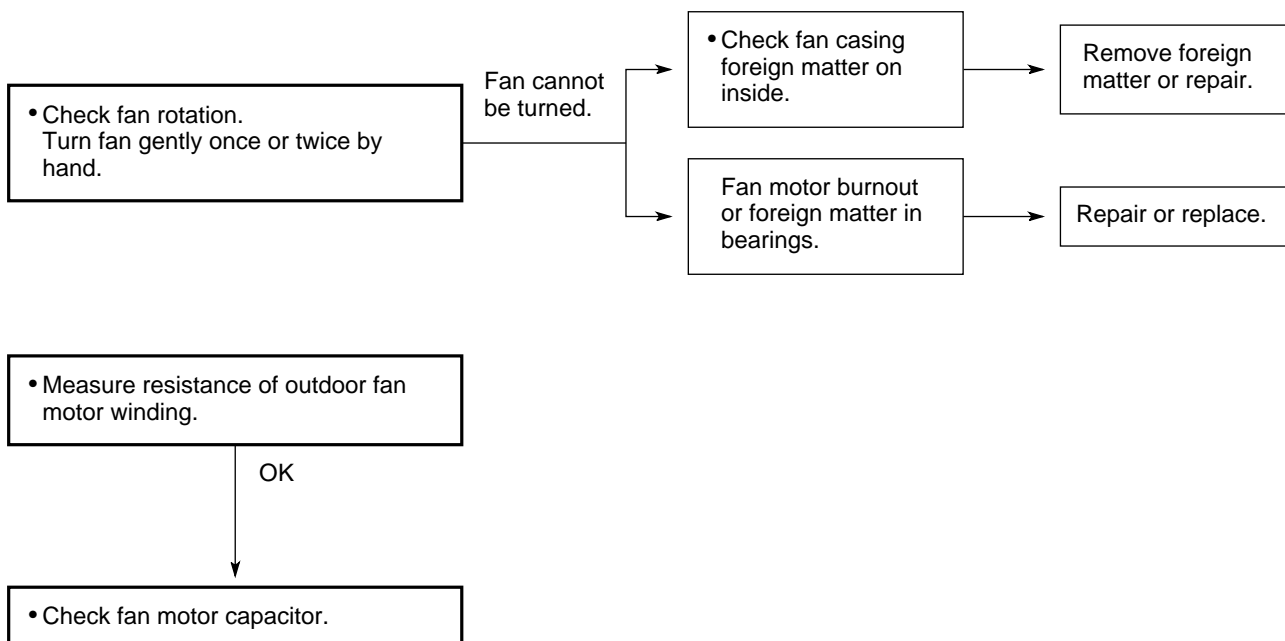 • Check fan rotation.
Turn fan gently once or twice by
hand.
Fan cannot
be turned.
• Check fan casing
foreign matter on
inside.
Remove foreign
matter or repair.
Fan motor burnout
or foreign matter in
bearings.
Repair or replace.
• Measure resistance of outdoor fan
motor winding.
OK
• Check fan motor capacitor.